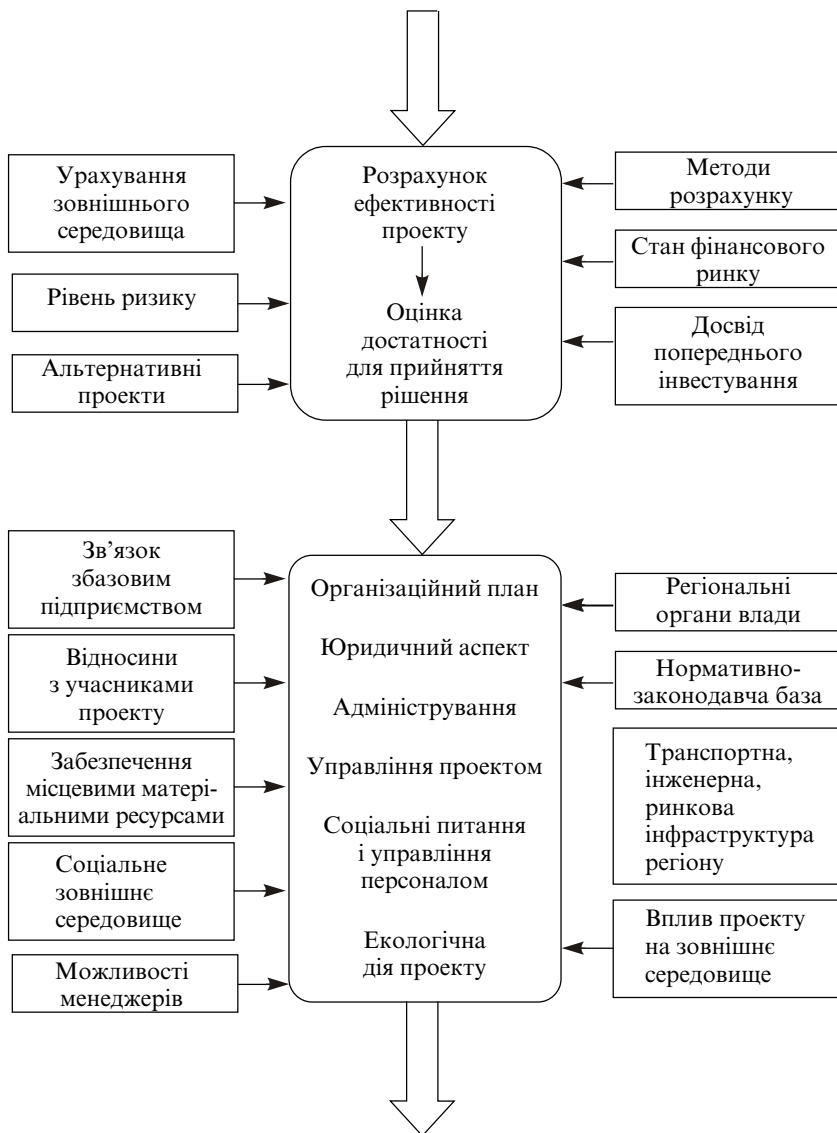 Урахування
зовнішнього
середовища
Рівень ризику
Альтернативні
проекти
Розрахунок
ефективності
проекту
Оцінка
достатності
для прийняття
рішення
Методи
розрахунку
Стан фінансового
ринку
Досвід
попереднього
інвестування
Зв’язок
збазовим
підприємством
Відносини
з учасниками
проекту
Забезпечення
місцевими матері-
альними ресурсами
Соціальне
зовнішнє
середовище
Можливості
менеджерів
Організаційний план
Юридичний аспект
Адміністрування
Управління проектом
Соціальні питання
і управління
персоналом
Екологічна
дія проекту
Регіональні
органи влади
Нормативно-
законодавча база
Транспортна,
інженерна,
ринкова
інфраструктура
регіону
Вплив проекту
на зовнішнє
середовище